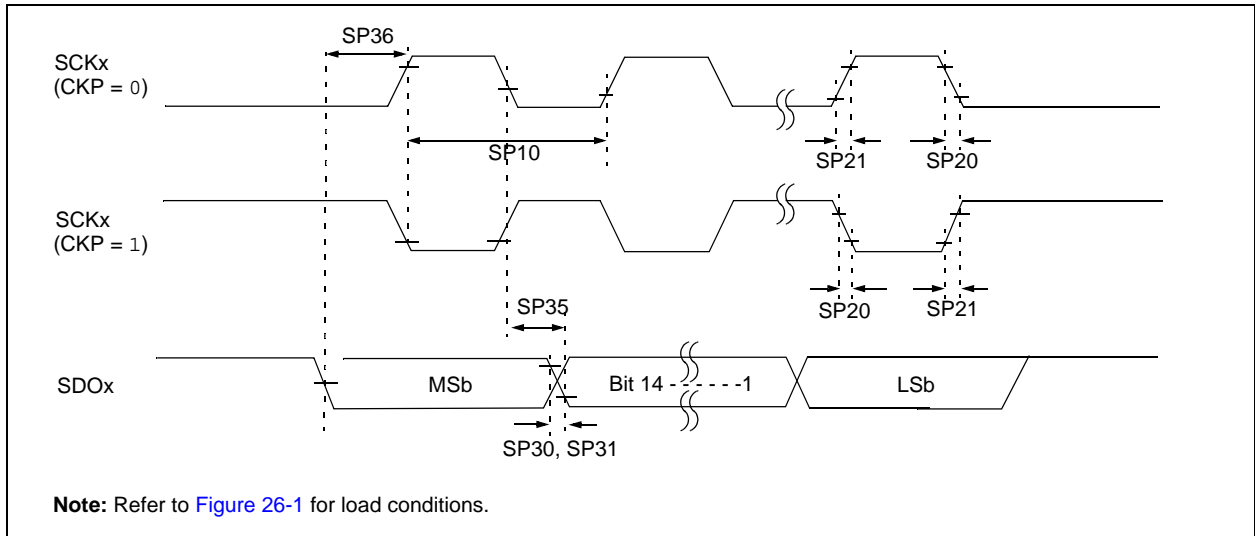 SP36
SCKx
(CKP = 0)
SP10
SP21
SP20
SCKx
(CKP = 1)
SP35
SP20
SP21
SDOx
MSb
Bit 14 - - - - - -1
LSb
SP30, SP31
Note: Refer to Figure 26-1 for load conditions.